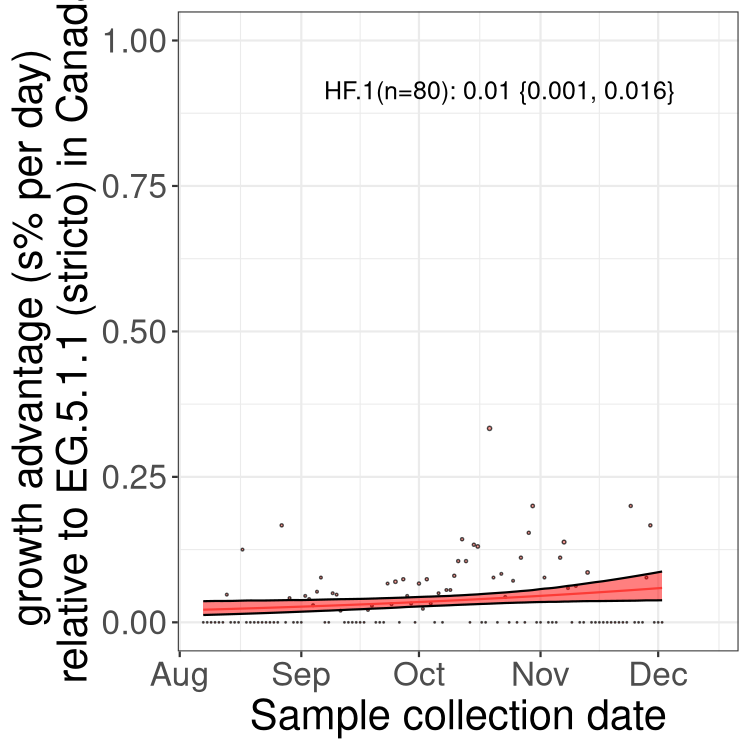 growth advantage (s% per day)
relative to EG.5.1.1 (stricto) in Canada
1.00
0.75
0.50
0.25
0.00
HF.1(n=80): 0.01 {0.001, 0.016}
Aug Sep Oct Nov Dec
Sample collection date